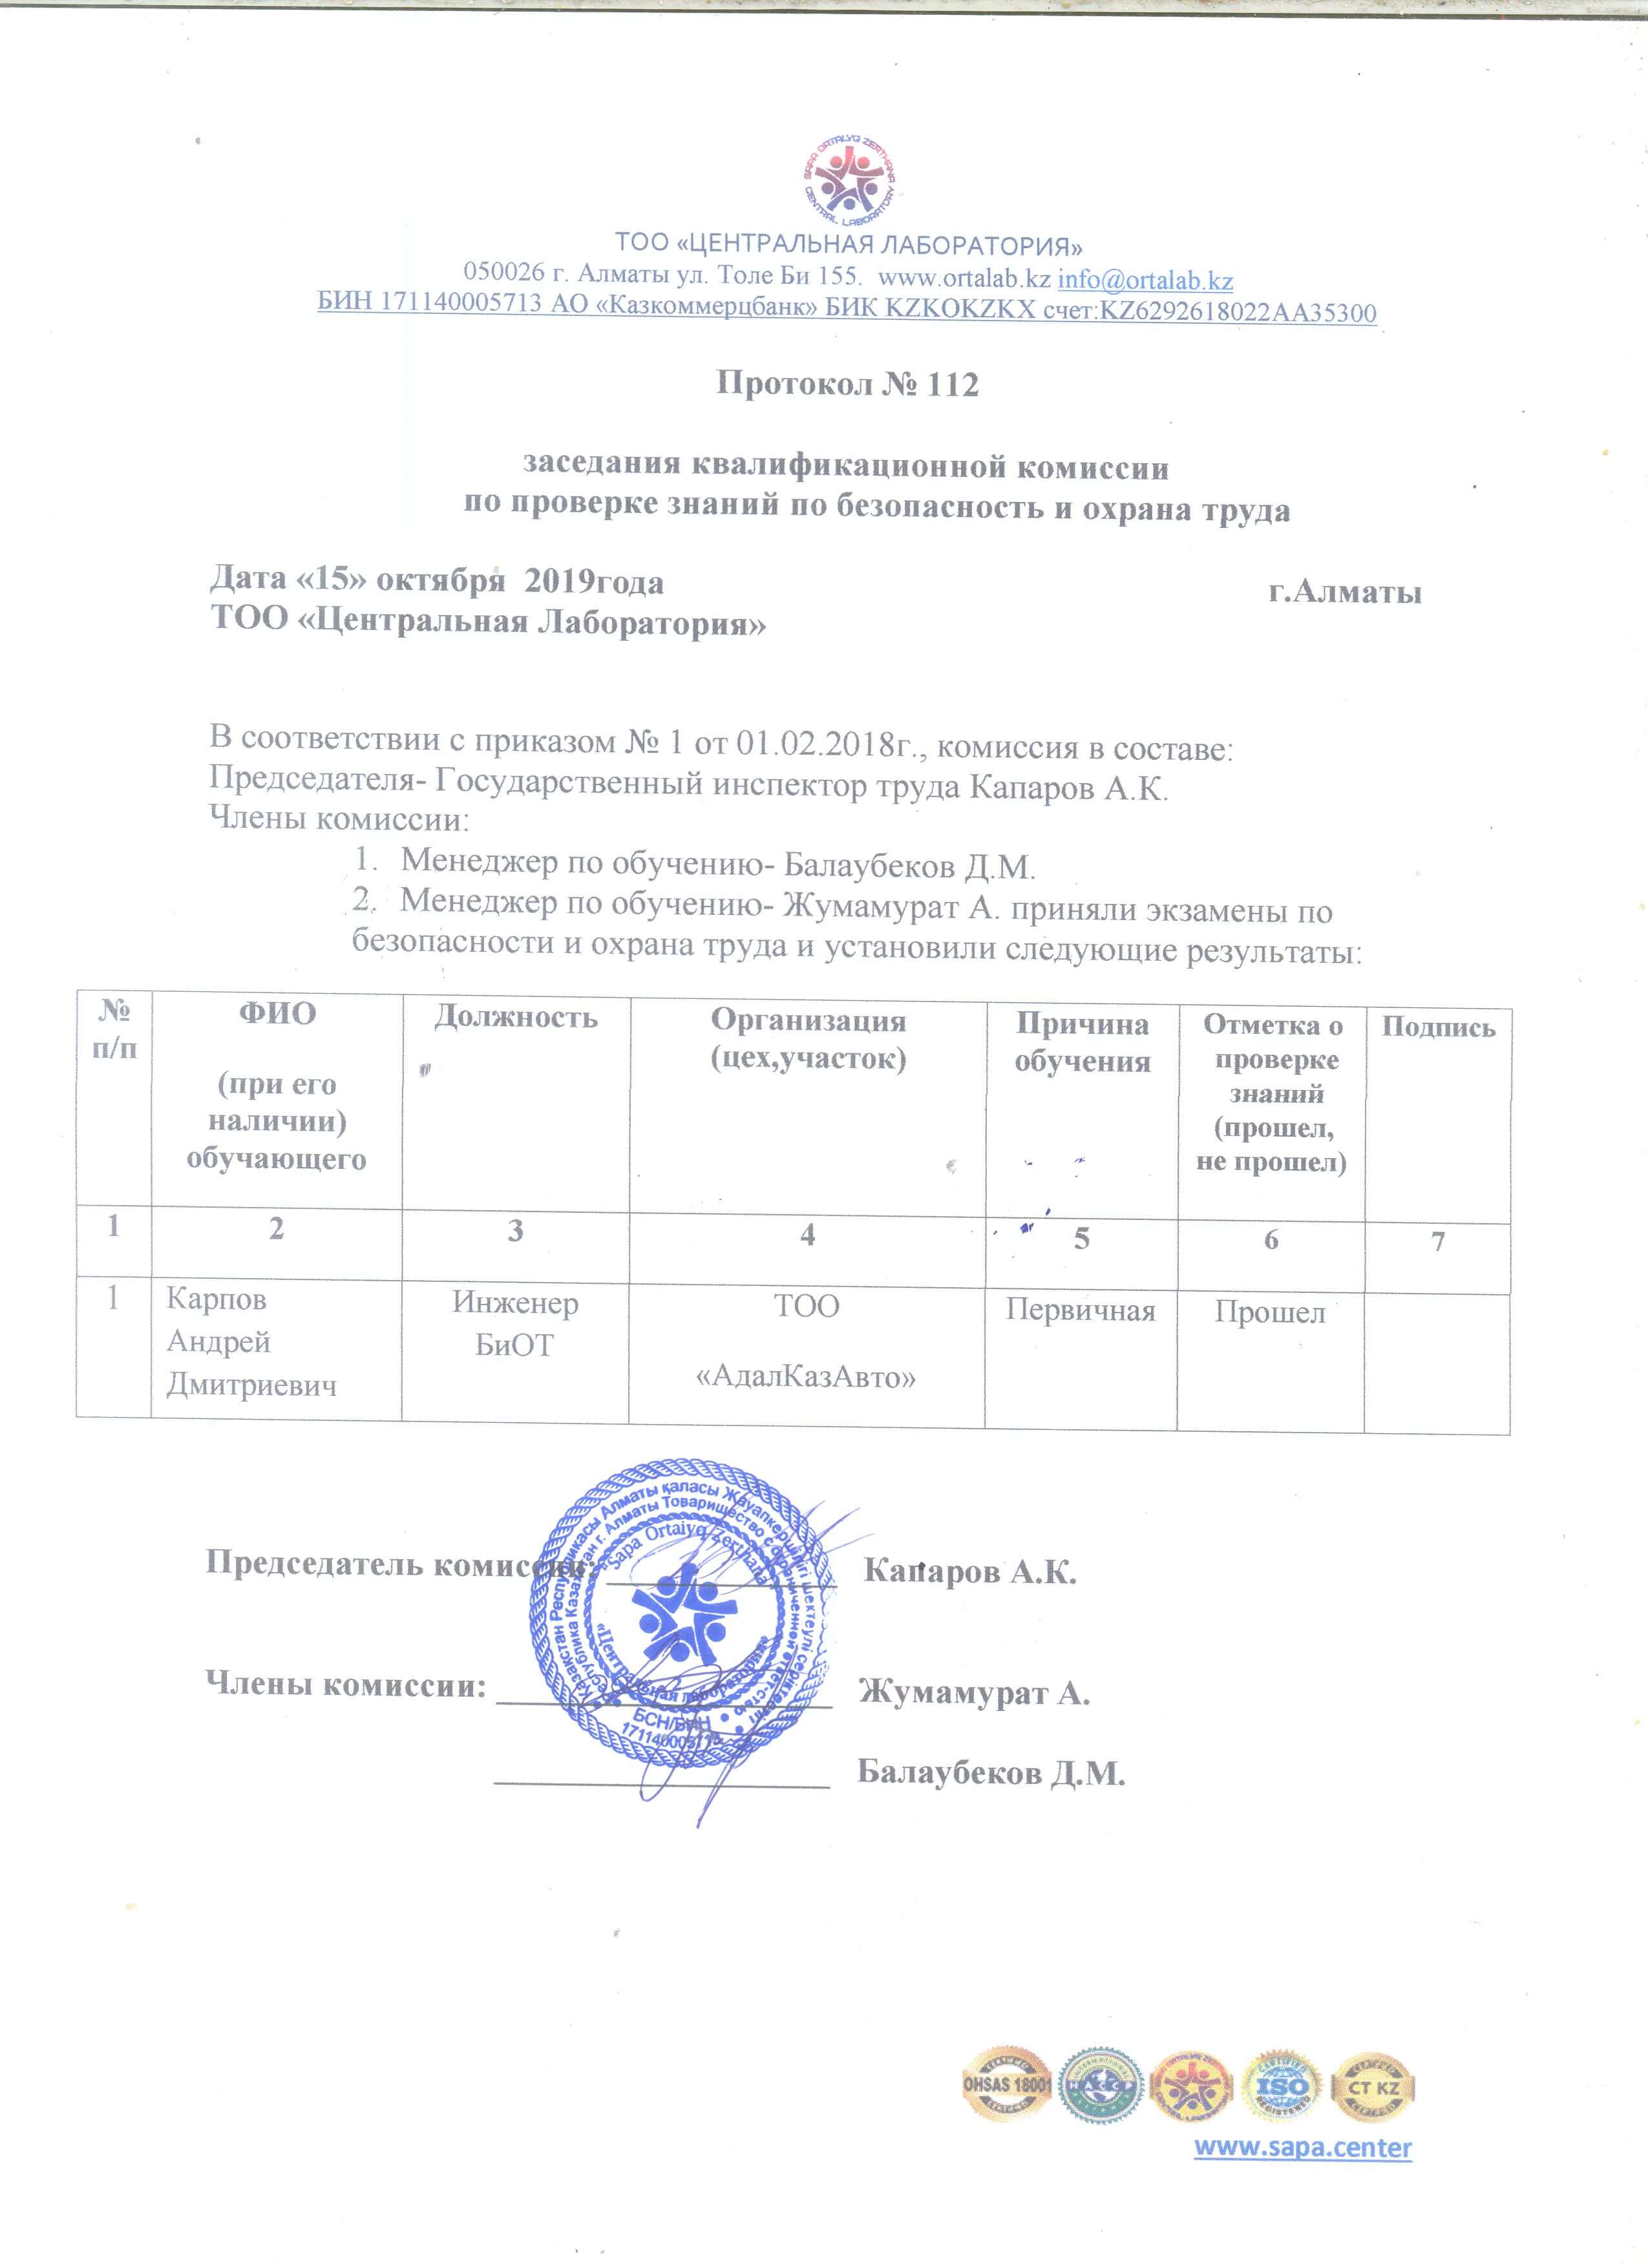 SAPA ORTALYQ ZERTHANA
CENTRAL LABORATORY
ТОО «ЦЕНТРАЛЬНАЯ ЛАБОРАТОРИЯ»
050026 г. Алматы ул. Толе Би 155. www.ortalab.kz info@ortalab.kz
БИН 171140005713 АО «Казкоммерцбанк» БИК KZKOKZKX счет:KZ6292618022AA35300
Протокол № 112
заседания квалификационной комиссии
по проверке знаний по безопасность и охрана труда
Дата «15» октября 2019года г.Алматы
ТОО «Центральная Лаборатория»
В соответствии с приказом № 1 от 01.02.2018г., комиссия в составе:
Председателя- Государственный инспектор труда Капаров А.К.
Члены комиссии:
1. Менеджер по обучению- Балаубеков Д.М.
2. Менеджер по обучению- Жумамурат А. приняли экзамены по
безопасности и охрана труда и установили следующие результаты:
№ п/п
ФИО
(при его
наличии)
обучающего
Должность
Организация
(цех,участок)
Причина
обучения
Отметка о
проверке
знаний
(прошел,
не прошел)
Подпись
1 2 3 4 5 6 7
1
Карпов
Андрей
Дмитриевич
Инженер
БиОТ
ТОО
«АдалКазАвто»
Первичная
Прошел
Председатель комиссии: Капаров А.К.
Члены комиссии: Жумамурат А.
Балаубеков Д.М.
Қазақстан Республикасы Алматы қаласы Жауапкершілігі шектеулі серіктестігі
Республика Казахстан г. Алматы Товарищество с ограниченной ответ-стью
"Sapa Ortalyq Zerthana"
«Центральная лаборатория»
БСН/БИН
OHSAS 18001
CERTIFIED
ISO
REGISTERED
CT KZ
www.sapa.center